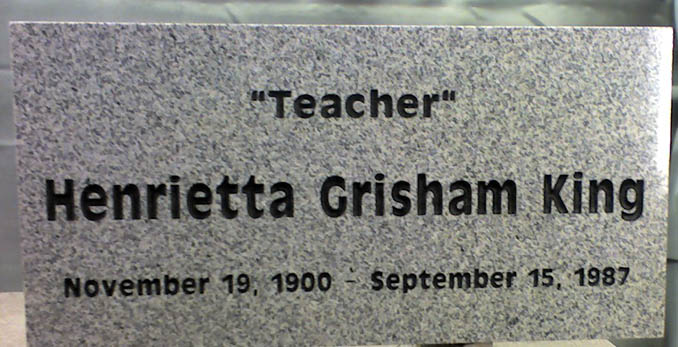 "Teacher"
Henrietta Grisham King
November 19, 1900 - September 15, 1987